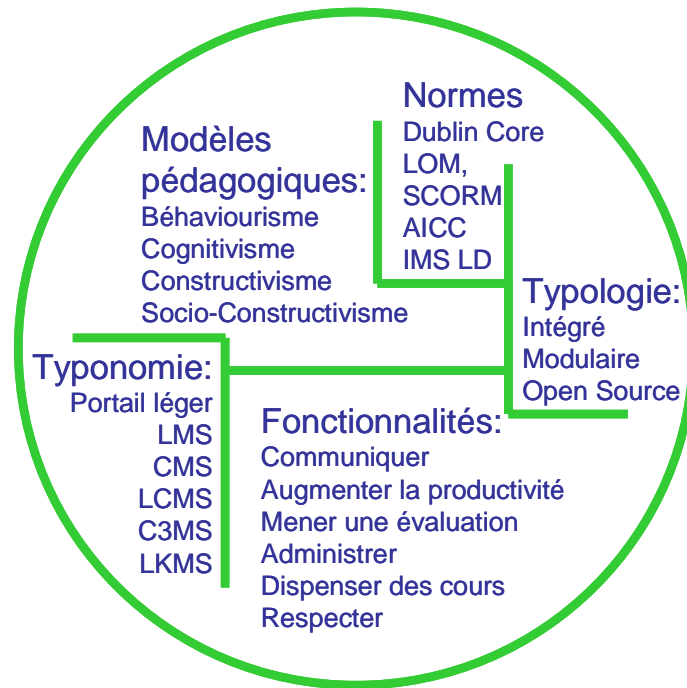 Modèles
pédagogiques:
Béhaviourisme
Cognitivisme
Constructivisme
Socio-Constructivisme
Normes
Dublin Core
LOM,
SCORM
AICC
IMS LD
Typologie:
Intégré
Modulaire
Open Source
Typonomie:
Portail léger
LMS
CMS
LCMS
C3MS
LKMS
Fonctionnalités:
Communiquer
Augmenter la productivité
Mener une évaluation
Administrer
Dispenser des cours
Respecter